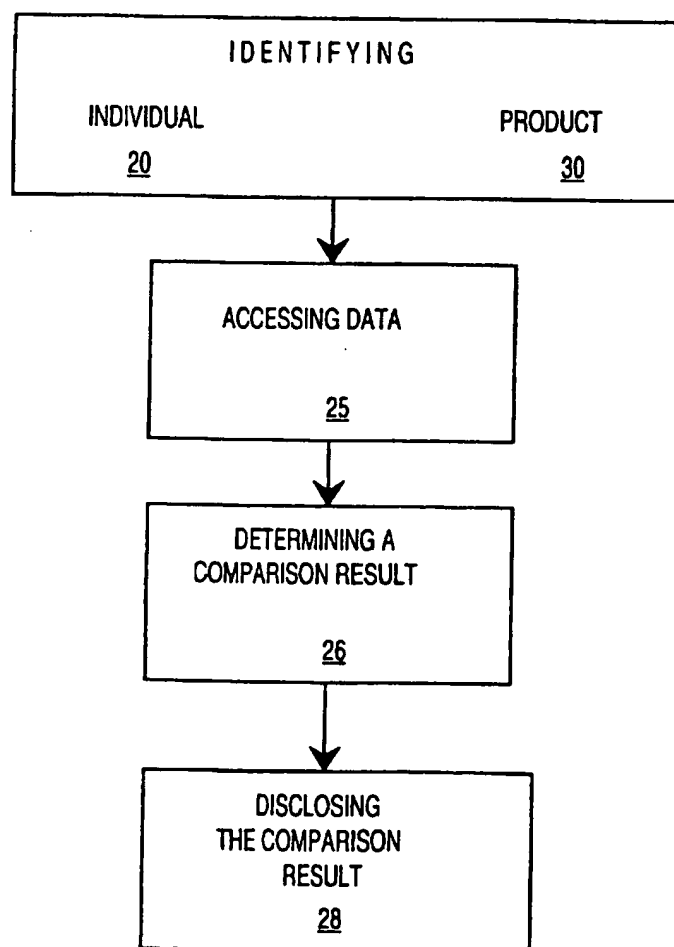 IDENTIFYING
INDIVIDUAL PRODUCT
20 30
ACCESSING DATA
25
DETERMINING A
COMPARISON RESULT
26
DISCLOSING
THE COMPARISON
RESULT
28